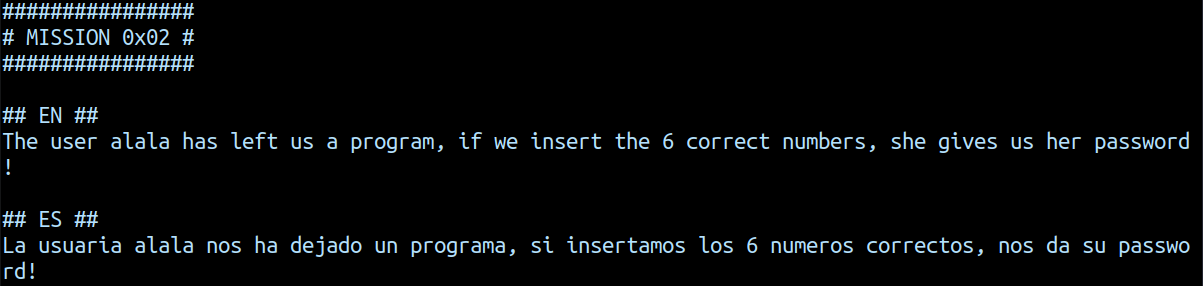 ################
# MISSION 0x02 #
################
## EN ##
The user alala has left us a program, if we insert the 6 correct numbers, she gives us her password
!
## ES ##
La usuaria alala nos ha dejado un programa, si insertamos los 6 numeros correctos, nos da su passwo
rd!